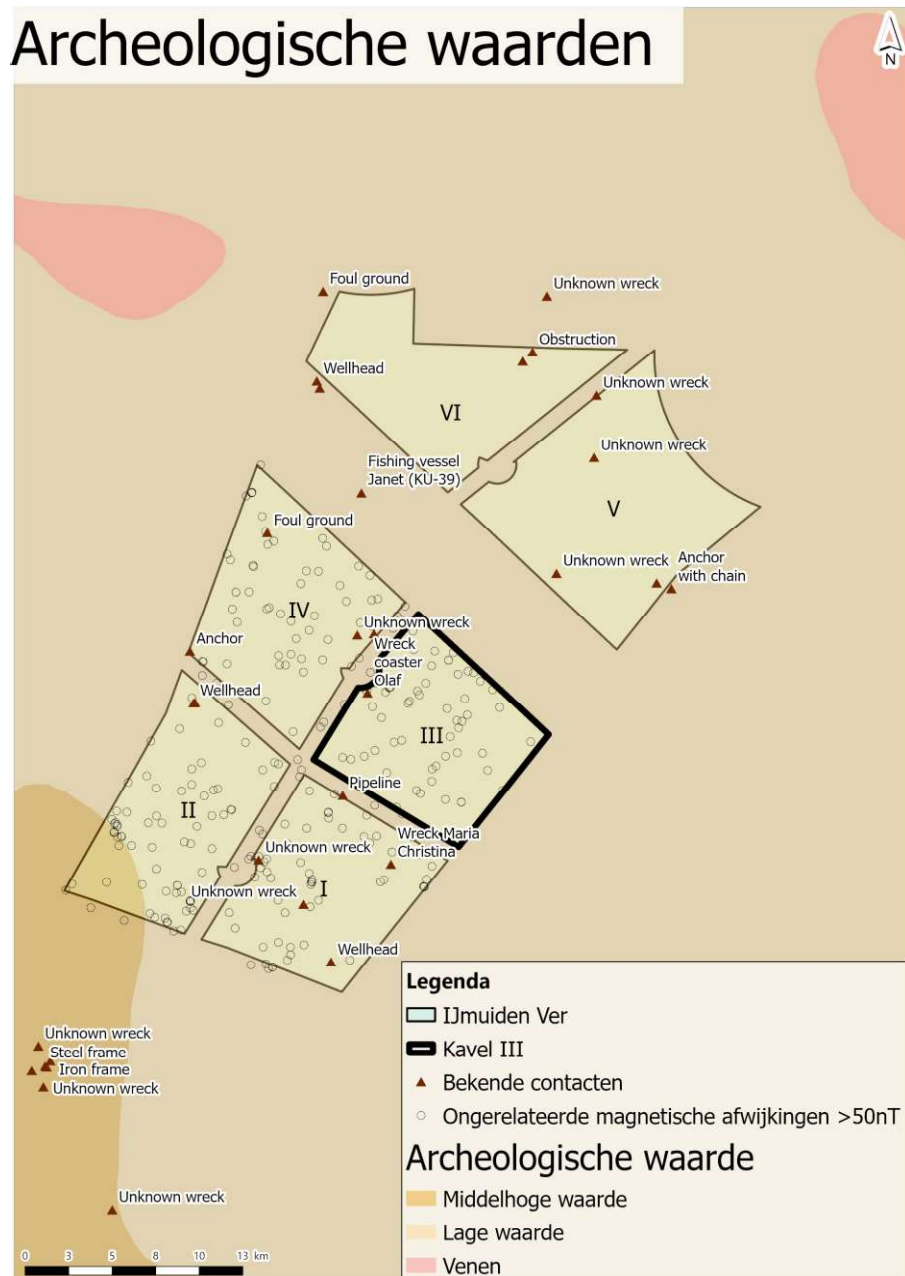 Archeologische waarden
N
Foul ground
Unknown wreck
Obstruction
Wellhead
Unknown wreck
VI
Unknown wreck
Fishing vessel
Janet (KU-39)
V
Foul ground
Unknown wreck
Anchor
with chain
IV
Unknown wreck
Anchor
Wreck
coaster
Olaf
Wellhead
III
Pipeline
II
Wreck Maria
Christina
Unknown wreck
Unknown wreck
I
Wellhead
Unknown wreck
Steel frame
Iron frame
Unknown wreck
Unknown wreck
0 3 5 8 10 13 km
Legenda
IJmuiden Ver
Kavel III
Bekende contacten
Ongerelateerde magnetische afwijkingen >50nT
Archeologische waarde
Middelhoge waarde
Lage waarde
Venen